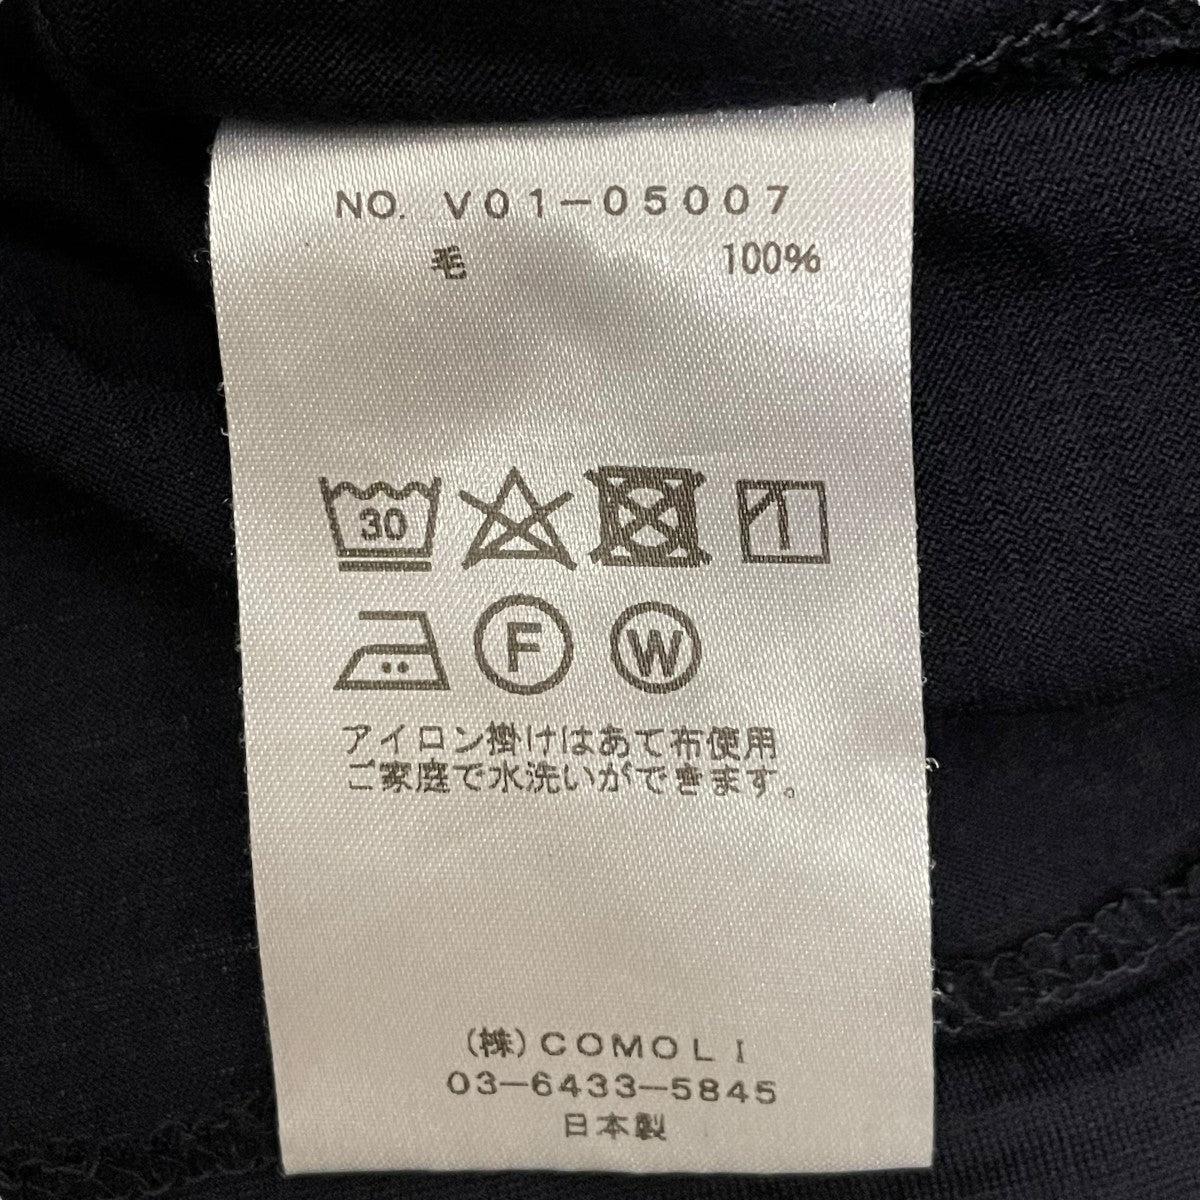 NO. V01-05007
毛 100%
30
F W
アイロン掛けはあて布使用
ご家庭で水洗いができます。
(株)COMOLI
03-6433-5845
日本製